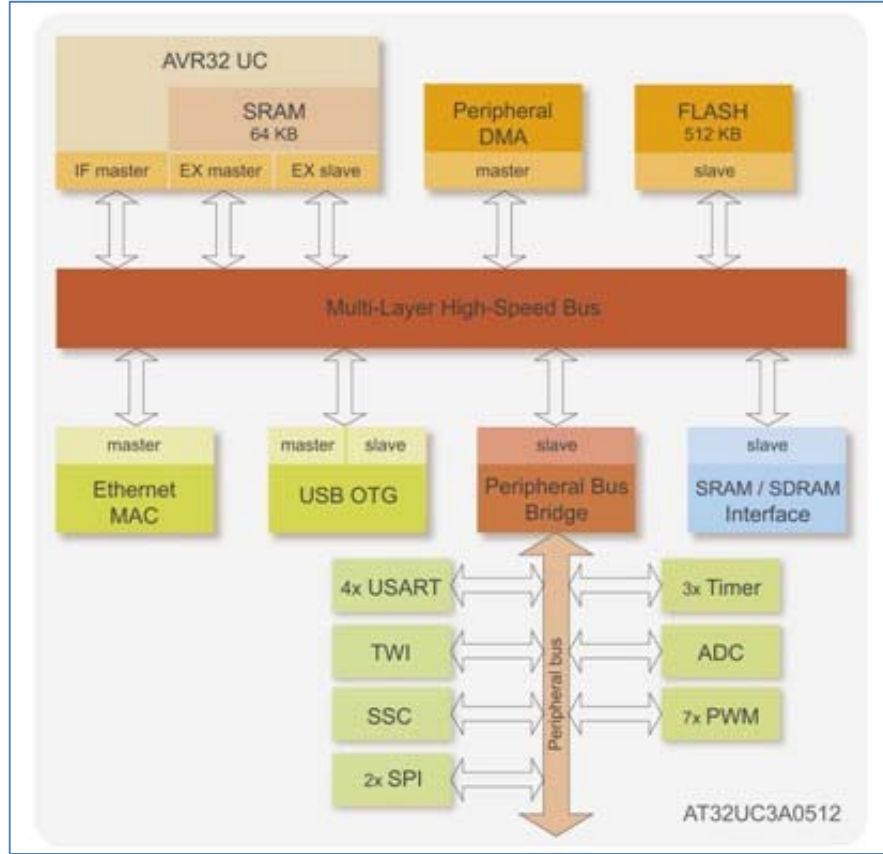 AVR32 UC
SRAM
64 KB
IF master
EX master
EX slave
Peripheral
DMA
master
FLASH
512 KB
slave
Multi-Layer High-Speed Bus
master
Ethernet
MAC
master
slave
USB OTG
slave
Peripheral Bus
Bridge
slave
SRAM / SDRAM
Interface
4x USART
TWI
SSC
2x SPI
Peripheral bus
3x Timer
ADC
7x PWM
AT32UC3A0512